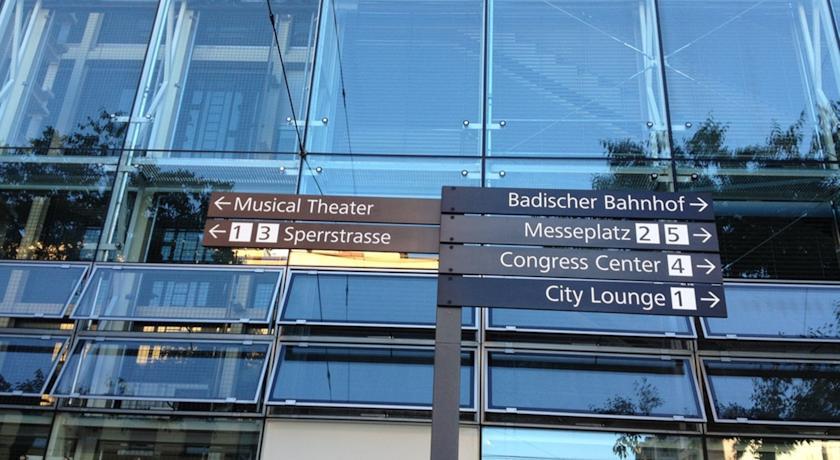 ← Musical Theater
← 1 3 Sperrstrasse
Badischer Bahnhof →
Messeplatz 2 5 →
Congress Center 4 →
City Lounge 1 →